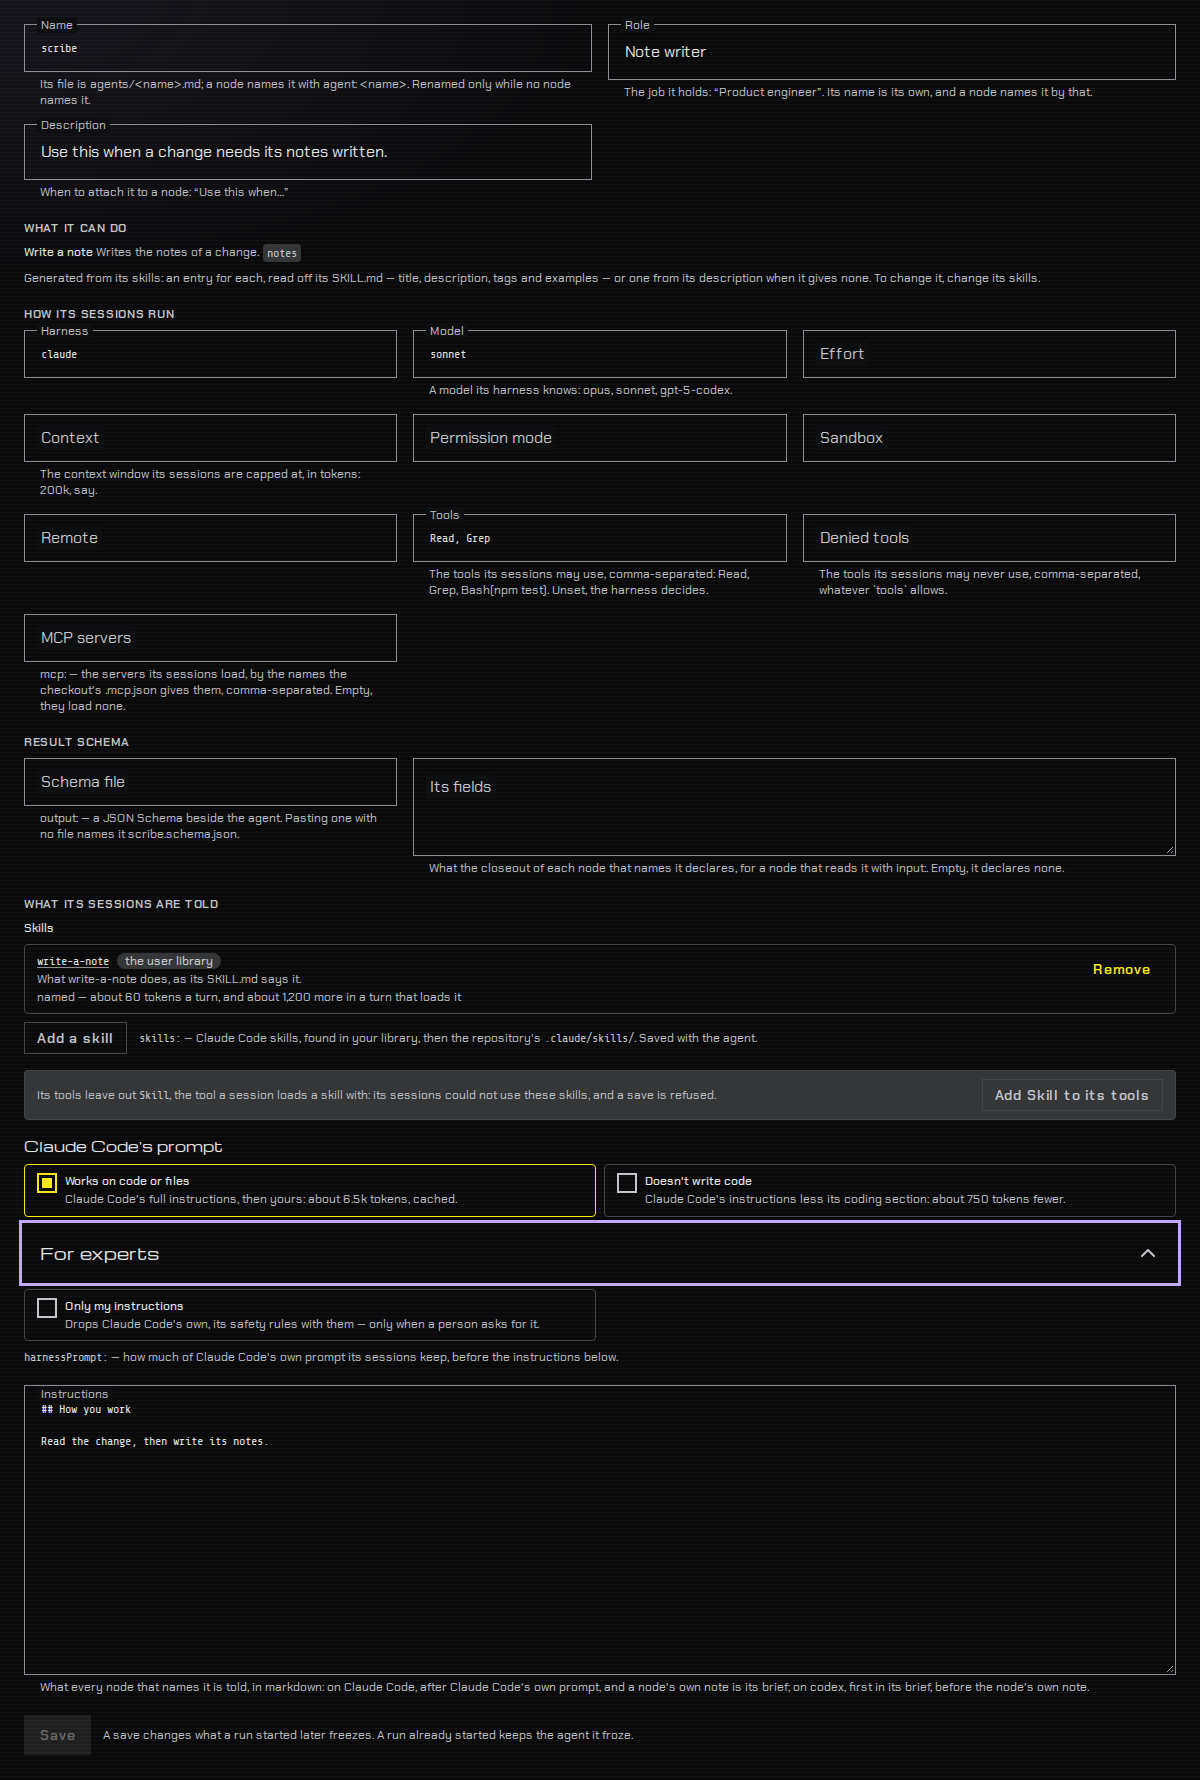 Name
scribe
Its file is agents/<name>.md; a node names it with agent: <name>. Renamed only while no node
names it.
Role
Note writer
The job it holds: “Product engineer”. Its name is its own, and a node names it by that.
Description
Use this when a change needs its notes written.
When to attach it to a node: “Use this when…”
WHAT IT CAN DO
Write a note Writes the notes of a change. notes
Generated from its skills: an entry for each, read off its SKILL.md — title, description, tags and examples — or one from its description when it gives none. To change it, change its skills.
HOW ITS SESSIONS RUN
Harness
claude
Model
sonnet
A model its harness knows: opus, sonnet, gpt-5-codex.
Effort
Context
The context window its sessions are capped at, in tokens:
200k, say.
Permission mode
Sandbox
Remote
Tools
Read, Grep
The tools its sessions may use, comma-separated: Read,
Grep, Bash(npm test). Unset, the harness decides.
Denied tools
The tools its sessions may never use, comma-separated,
whatever `tools` allows.
MCP servers
mcp: — the servers its sessions load, by the names the
checkout's .mcp.json gives them, comma-separated. Empty,
they load none.
RESULT SCHEMA
Schema file
output: — a JSON Schema beside the agent. Pasting one with
no file names it scribe.schema.json.
Its fields
What the closeout of each node that names it declares, for a node that reads it with input:. Empty, it declares none.
WHAT ITS SESSIONS ARE TOLD
Skills
write-a-note the user library
What write-a-note does, as its SKILL.md says it.
named — about 60 tokens a turn, and about 1,200 more in a turn that loads it
Remove
Add a skill
skills: — Claude Code skills, found in your library, then the repository's .claude/skills/. Saved with the agent.
Its tools leave out Skill, the tool a session loads a skill with: its sessions could not use these skills, and a save is refused.
Add Skill to its tools
Claude Code's prompt
Works on code or files
Claude Code's full instructions, then yours: about 6.5k tokens, cached.
Doesn't write code
Claude Code's instructions less its coding section: about 750 tokens fewer.
For experts
Only my instructions
Drops Claude Code's own, its safety rules with them — only when a person asks for it.
harnessPrompt: — how much of Claude Code's own prompt its sessions keep, before the instructions below.
Instructions
## How you work
Read the change, then write its notes.
What every node that names it is told, in markdown: on Claude Code, after Claude Code's own prompt, and a node's own note is its brief; on codex, first in its brief, before the node's own note.
Save
A save changes what a run started later freezes. A run already started keeps the agent it froze.